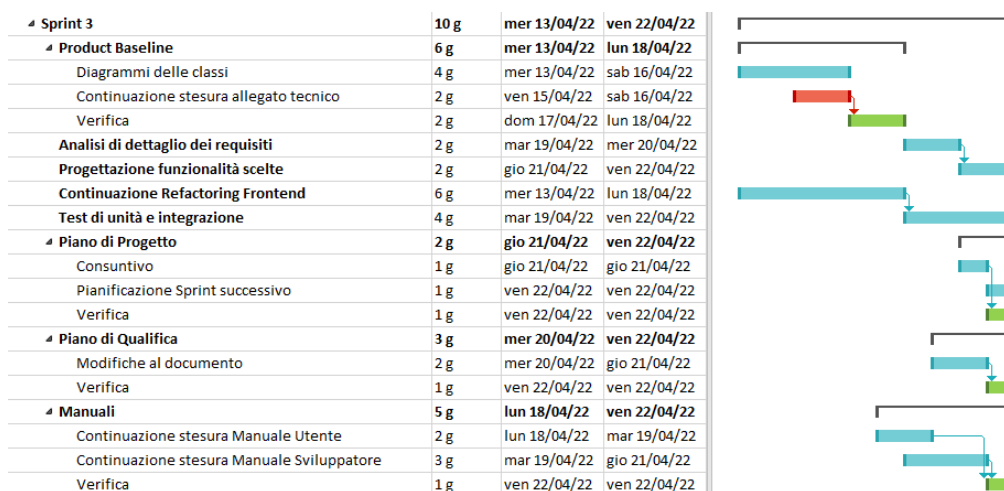 Sprint 3 10 g mer 13/04/22 ven 22/04/22
Product Baseline 6 g mer 13/04/22 lun 18/04/22
Diagrammi delle classi 4 g mer 13/04/22 sab 16/04/22
Continuazione stesura allegato tecnico 2 g ven 15/04/22 sab 16/04/22
Verifica 2 g dom 17/04/22 lun 18/04/22
Analisi di dettaglio dei requisiti 2 g mar 19/04/22 mer 20/04/22
Progettazione funzionalità scelte 2 g gio 21/04/22 ven 22/04/22
Continuazione Refactoring Frontend 6 g mer 13/04/22 lun 18/04/22
Test di unità e integrazione 4 g mar 19/04/22 ven 22/04/22
Piano di Progetto 2 g gio 21/04/22 ven 22/04/22
Consuntivo 1 g gio 21/04/22 gio 21/04/22
Pianificazione Sprint successivo 1 g ven 22/04/22 ven 22/04/22
Verifica 1 g ven 22/04/22 ven 22/04/22
Piano di Qualifica 3 g mer 20/04/22 ven 22/04/22
Modifiche al documento 2 g mer 20/04/22 gio 21/04/22
Verifica 1 g ven 22/04/22 ven 22/04/22
Manuali 5 g lun 18/04/22 ven 22/04/22
Continuazione stesura Manuale Utente 2 g lun 18/04/22 mar 19/04/22
Continuazione stesura Manuale Sviluppatore 3 g mar 19/04/22 gio 21/04/22
Verifica 1 g ven 22/04/22 ven 22/04/22